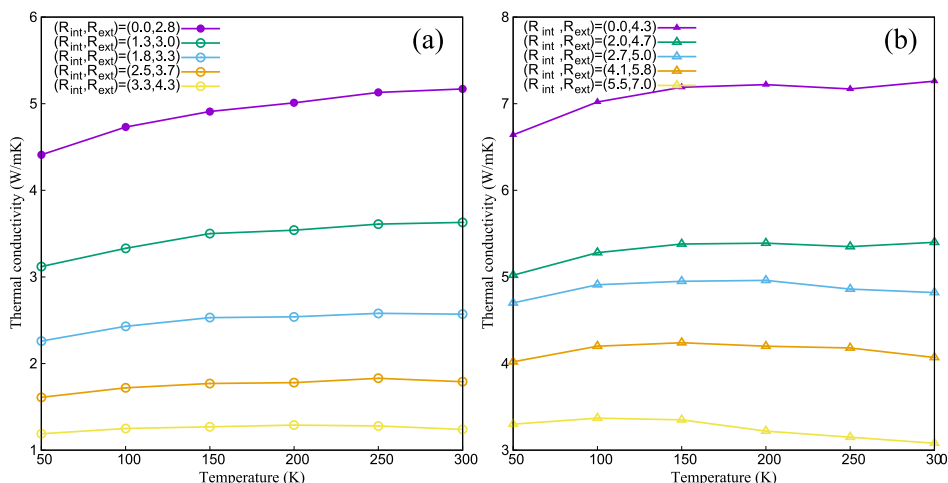 (a)
(R_int,R_ext)=(0.0,2.8)
(R_int,R_ext)=(1.3,3.0)
(R_int,R_ext)=(1.8,3.3)
(R_int,R_ext)=(2.5,3.7)
(R_int,R_ext)=(3.3,4.3)
Thermal conductivity (W/mK)
6
5
4
3
2
1
50 100 150 200 250 300
Temperature (K)
(b)
(R_int ,R_ext)=(0.0,4.3)
(R_int ,R_ext)=(2.0,4.7)
(R_int ,R_ext)=(2.7,5.0)
(R_int ,R_ext)=(4.1,5.8)
(R_int ,R_ext)=(5.5,7.0)
Thermal conductivity (W/mK)
8
7
6
5
4
3
50 100 150 200 250 300
Temperature (K)